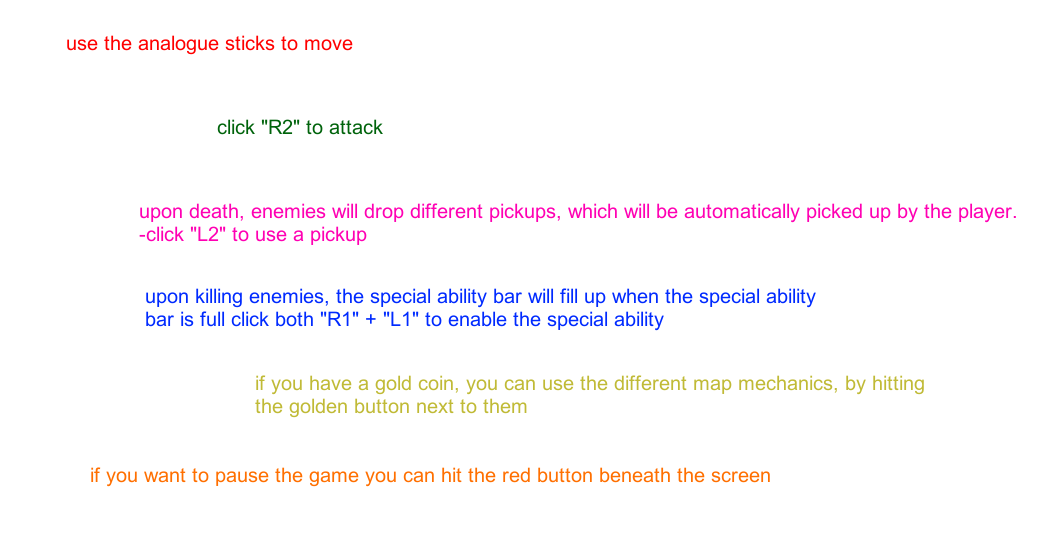 use the analogue sticks to move
click "R2" to attack
upon death, enemies will drop different pickups, which will be automatically picked up by the player.
-click "L2" to use a pickup
upon killing enemies, the special ability bar will fill up when the special ability
bar is full click both "R1" + "L1" to enable the special ability
if you have a gold coin, you can use the different map mechanics, by hitting
the golden button next to them
if you want to pause the game you can hit the red button beneath the screen